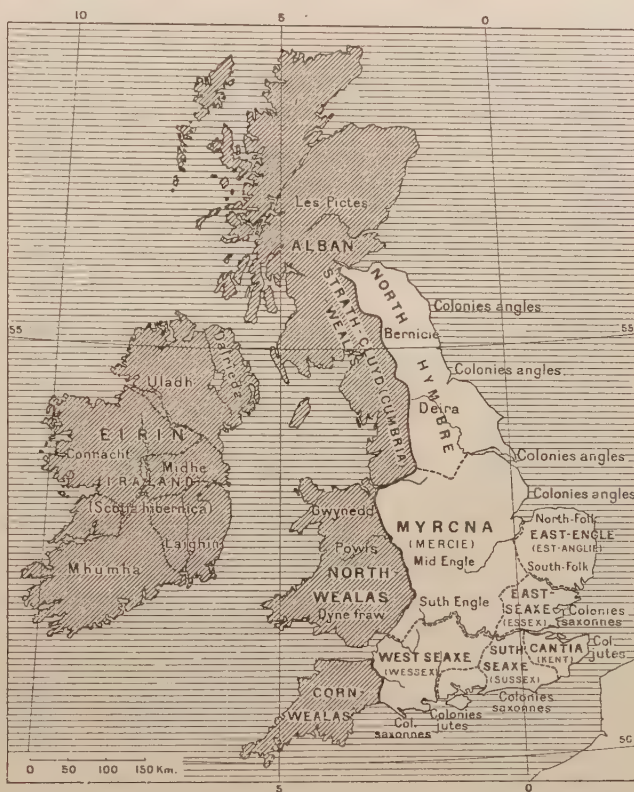 10
5
0
Les Pictes
ALBAN
NORTH
HYMBRE
STRATH-CLUYD-CUMBRIA
WEALAS
Colonies angles
Bernicie
55
55
Dalrieda
Uladh
Colonies angles
Deira
EIRIN
Connacht
Midhe
IRALAND
Colonies angles
Colonies angles
(Scotia hibernica)
Gwynedd
MYRCNA
(MERCIE)
Mid Engle
North-Folk
EAST-ENGLE
(EST-ANGLIE)
South-Folk
Laighin
Mhumha
Powis
NORTH-
WEALAS
Dyne fraw
Suth Engle
EAST-
SEAXE
(ESSEX)
Colonies
saxonnes
WEST SEAXE
(WESSEX)
SUTH
SEAXE
(SUSSEX)
CANTIA
(KENT)
Col.
jutes
CORN
WEALAS
Col.
saxonnes
Colonies
jutes
Colonies
saxonnes
0 50 100 150 Km.
50
5
0